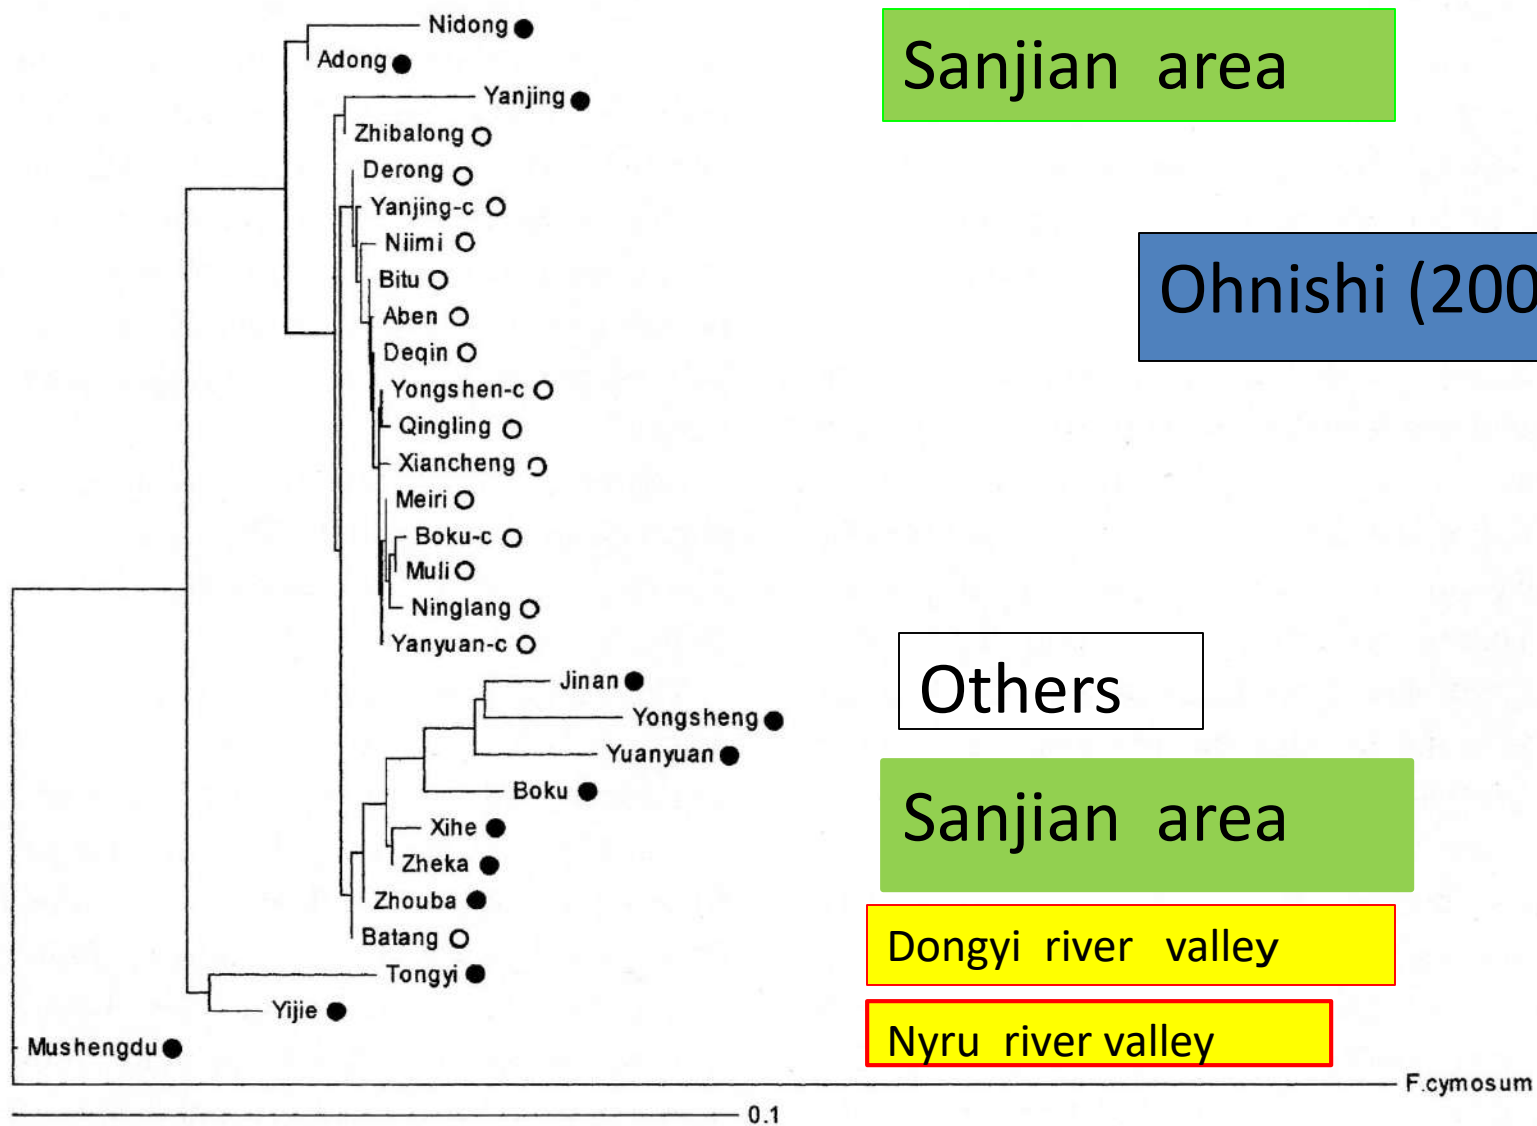 Nidong
Sanjian area
Adong
Yanjing
Zhibalong
Derong
Yanjing-c
Niimi
Ohnishi (200
Bitu
Aben
Deqin
Yongshen-c
Qingling
Xiancheng
Meiri
Boku-c
Muli
Ninglang
Yanyuan-c
Others
Jinan
Yongsheng
Yuanyuan
Boku
Sanjian area
Xihe
Zheka
Zhouba
Batang
Dongyi river valley
Tongyi
Yijie
Nyru river valley
Mushengdu
F.cymosum
0.1